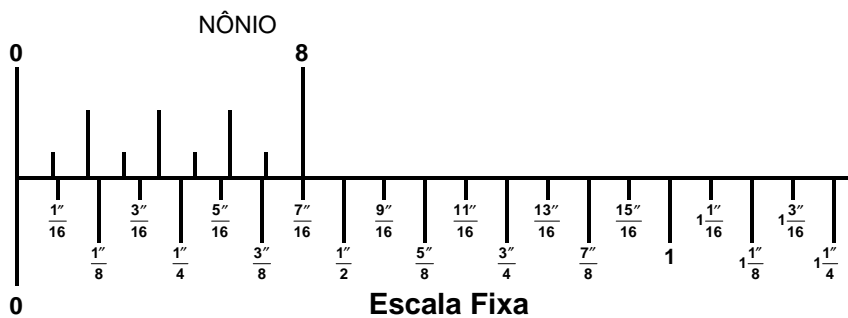 NÔNIO
0 8
1″/16 3″/16 5″/16 7″/16 9″/16 11″/16 13″/16 15″/16 1 1″/16 1 3″/16
1″/8 1″/4 3″/8 1″/2 5″/8 3″/4 7″/8 1 1 1″/8 1 1″/4
0 Escala Fixa